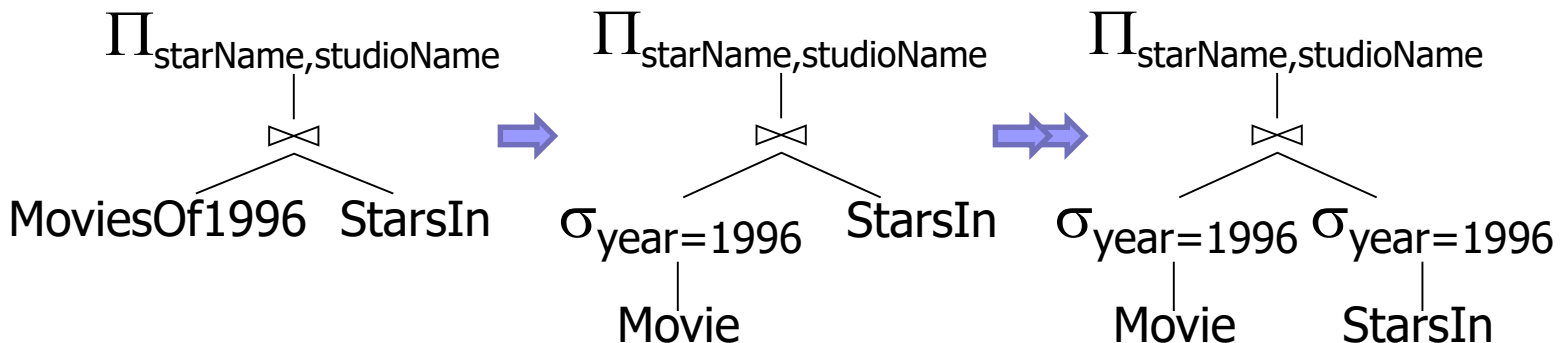 Π starName,studioName Π starName,studioName Π starName,studioName
⋈ ⋈ ⋈
MoviesOf1996 StarsIn σ year=1996 StarsIn σ year=1996 σ year=1996
Movie Movie StarsIn